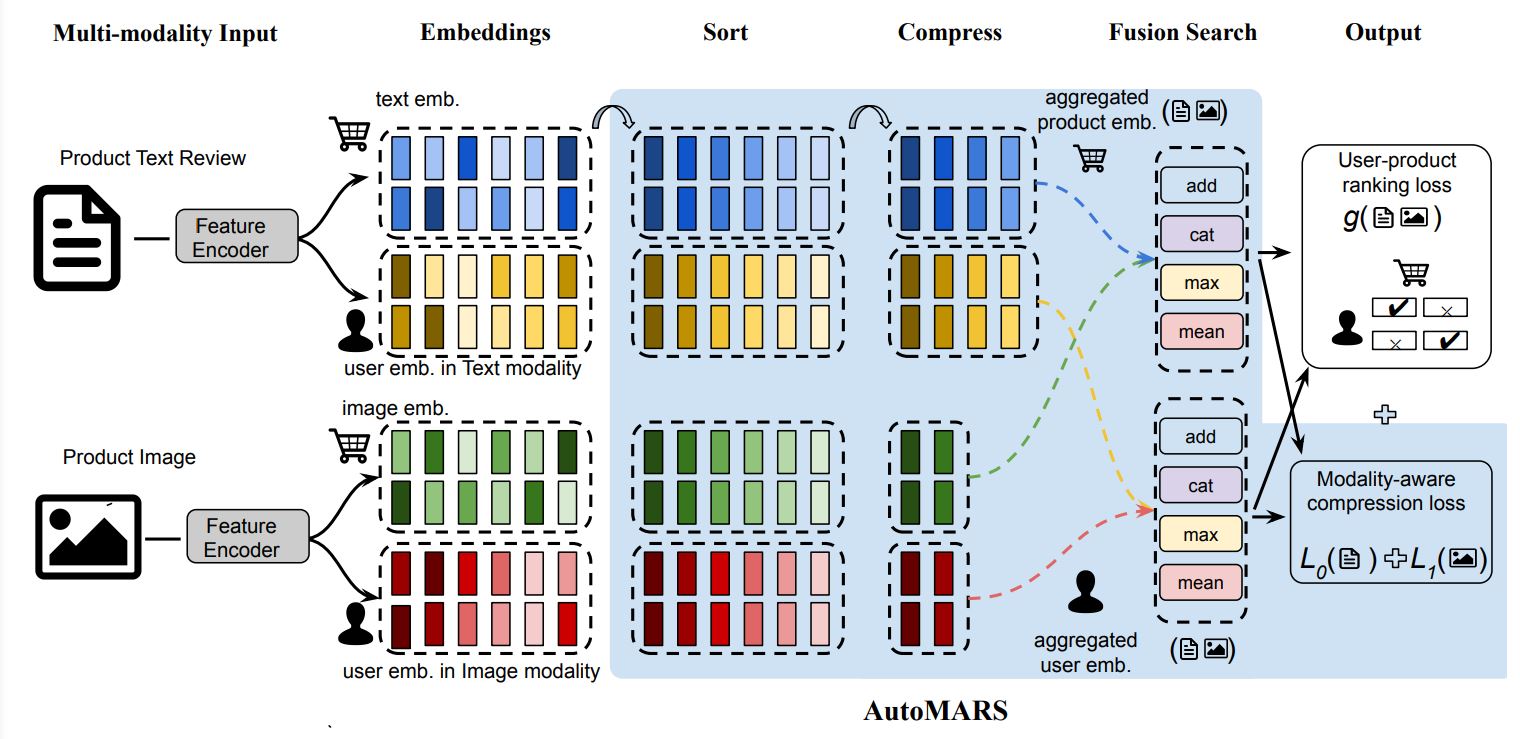 Multi-modality Input
Embeddings
Sort
Compress
Fusion Search
Output
Product Text Review
Feature
Encoder
text emb.
user emb. in Text modality
Product Image
Feature
Encoder
image emb.
user emb. in Image modality
aggregated
product emb.
( )
add
cat
max
mean
add
cat
max
mean
( )
aggregated
user emb.
User-product
ranking loss
g( )
✔ ×
× ✔
+
Modality-aware
compression loss
L0( ) + L1( )
AutoMARS